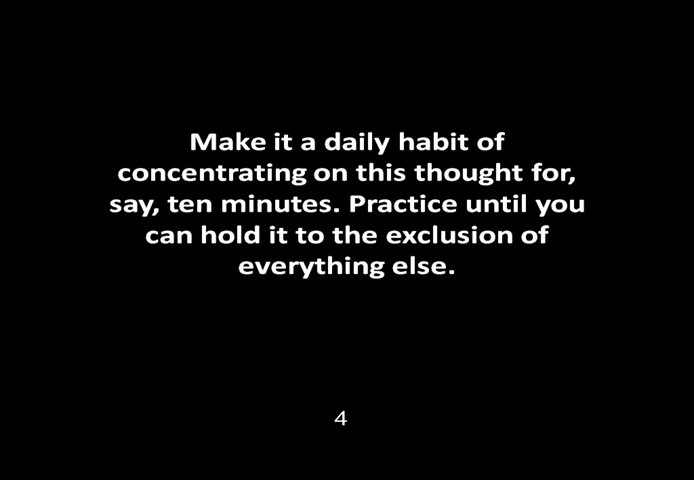 Make it a daily habit of
concentrating on this thought for,
say, ten minutes. Practice until you
can hold it to the exclusion of
everything else.
4